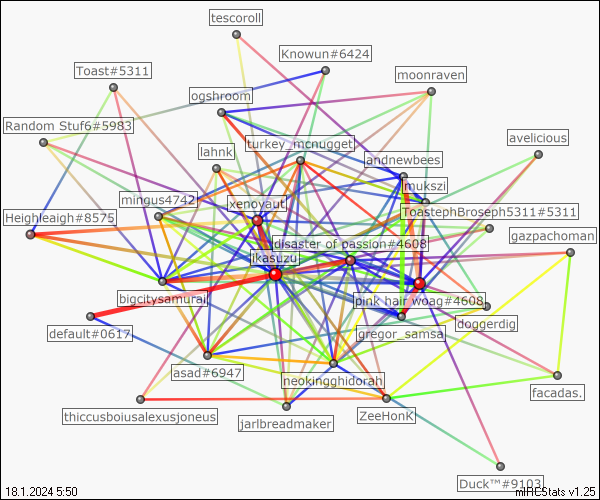 tescoroll
Knowun#6424
Toast#5311
moonraven
ogshroom
Random Stuf6#5983
avelicious
turkey_mcnugget
lahnki
andnewbees
mukszi
mingus4742
xenoyaut
ToastephBroseph5311#5311
Heighleaigh#8575
disaster of passion#4608
gazpachoman
ikasuzu
bigcitysamurai
pink hair woag#4608
doggerdig
default#0617
gregor_samsa
asad#6947
neokingghidorah
facadas.
thiccusboiusalexusjoneus
ZeeHonK
jarlbreadmaker
Duck™#9103
18.1.2024 5:50
mIRCStats v1.25